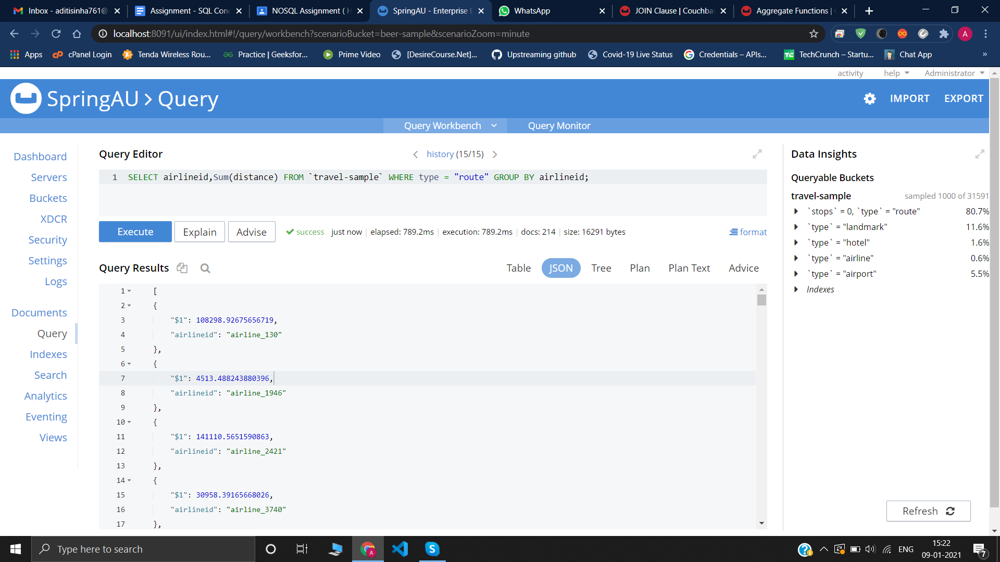 Inbox - aditisinha761@
Assignment - SQL Con
NOSQL Assignment ( H
SpringAU - Enterprise E
WhatsApp
JOIN Clause | Couchba
Aggregate Functions |
localhost:8091/ui/index.html#!/query/workbench?scenarioBucket=beer-sample&scenarioZoom=minute
A
Apps
cPanel Login
Tenda Wireless Rou...
Practice | Geeksfor...
Prime Video
[DesireCourse.Net]...
Upstreaming github
Covid-19 Live Status
Credentials – APIs...
TechCrunch – Startu...
Chat App
»
activity
help
Administrator
SpringAU > Query
IMPORT
EXPORT
Query Workbench
Query Monitor
Dashboard
Servers
Buckets
XDCR
Security
Settings
Logs
Documents
Query
Indexes
Search
Analytics
Eventing
Views
Query Editor
history (15/15)
1 SELECT airlineid,Sum(distance) FROM `travel-sample` WHERE type = "route" GROUP BY airlineid;
Execute
Explain
Advise
success just now | elapsed: 789.2ms | execution: 789.2ms | docs: 214 | size: 16291 bytes
format
Query Results
Table
JSON
Tree
Plan
Plan Text
Advice
1 [
2 {
3 "$1": 108298.92675656719,
4 "airlineid": "airline_130"
5 },
6 {
7 "$1": 4513.488243880396,
8 "airlineid": "airline_1946"
9 },
10 {
11 "$1": 141110.5651590863,
12 "airlineid": "airline_2421"
13 },
14 {
15 "$1": 30958.39165668026,
16 "airlineid": "airline_3740"
17 },
Data Insights
Queryable Buckets
travel-sample sampled 1000 of 31591
`stops` = 0, `type` = "route" 80.7%
`type` = "landmark" 11.6%
`type` = "hotel" 1.6%
`type` = "airline" 0.6%
`type` = "airport" 5.5%
Indexes
Refresh
Type here to search
ENG
15:22
09-01-2021
7